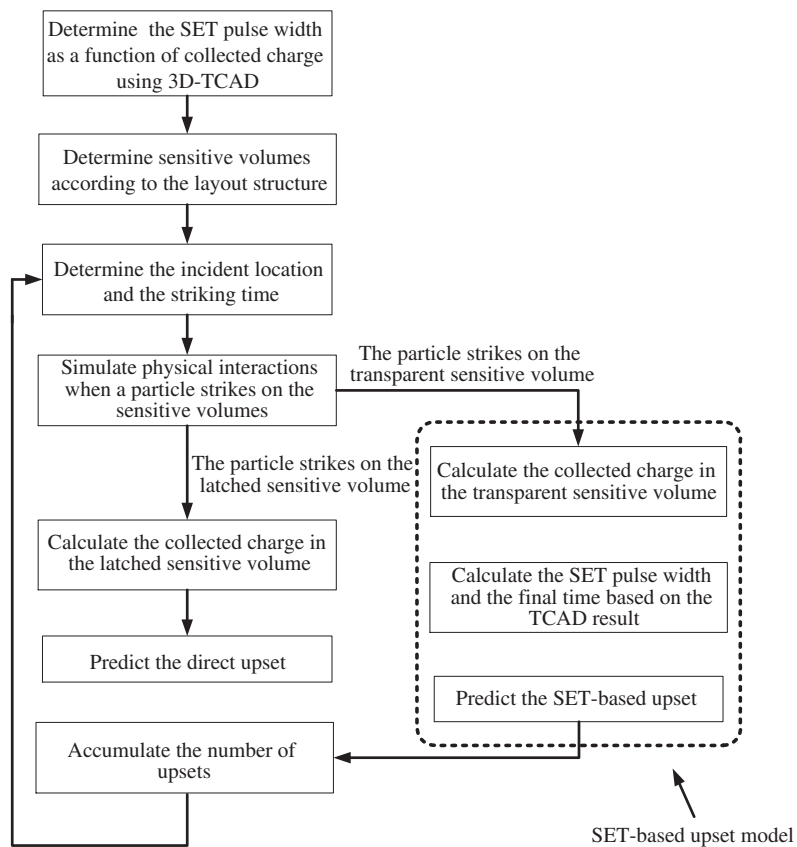 Determine the SET pulse width
as a function of collected charge
using 3D-TCAD
Determine sensitive volumes
according to the layout structure
Determine the incident location
and the striking time
Simulate physical interactions
when a particle strikes on the
sensitive volumes
The particle strikes on the
transparent sensitive volume
The particle strikes on the
latched sensitive volume
Calculate the collected charge in
the latched sensitive volume
Predict the direct upset
Calculate the collected charge in
the transparent sensitive volume
Calculate the SET pulse width
and the final time based on the
TCAD result
Predict the SET-based upset
Accumulate the number of
upsets
SET-based upset model